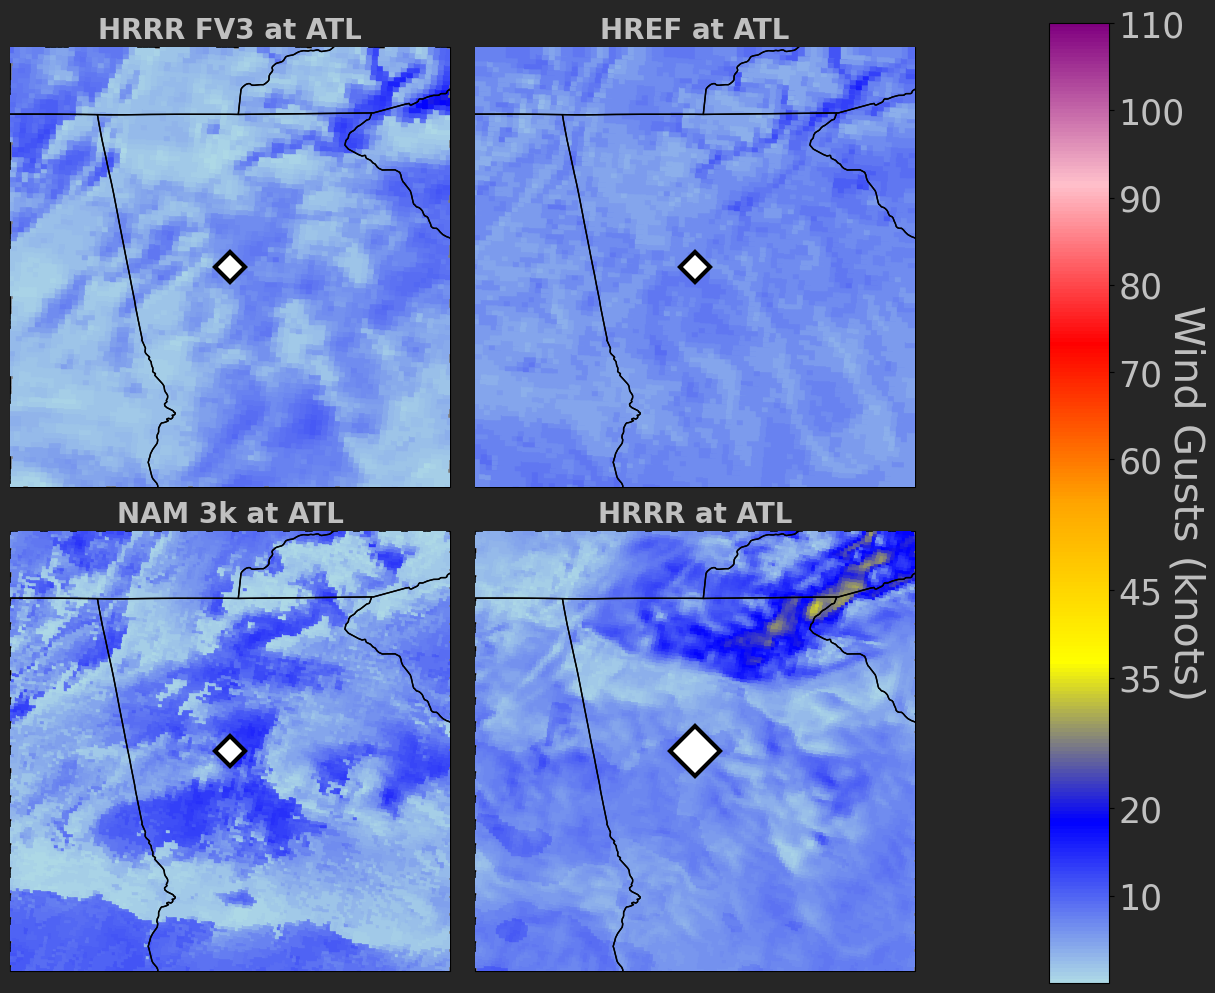 HRRR FV3 at ATL
HREF at ATL
NAM 3k at ATL
HRRR at ATL
110
100
90
80
70
60
45
35
20
10
Wind Gusts (knots)